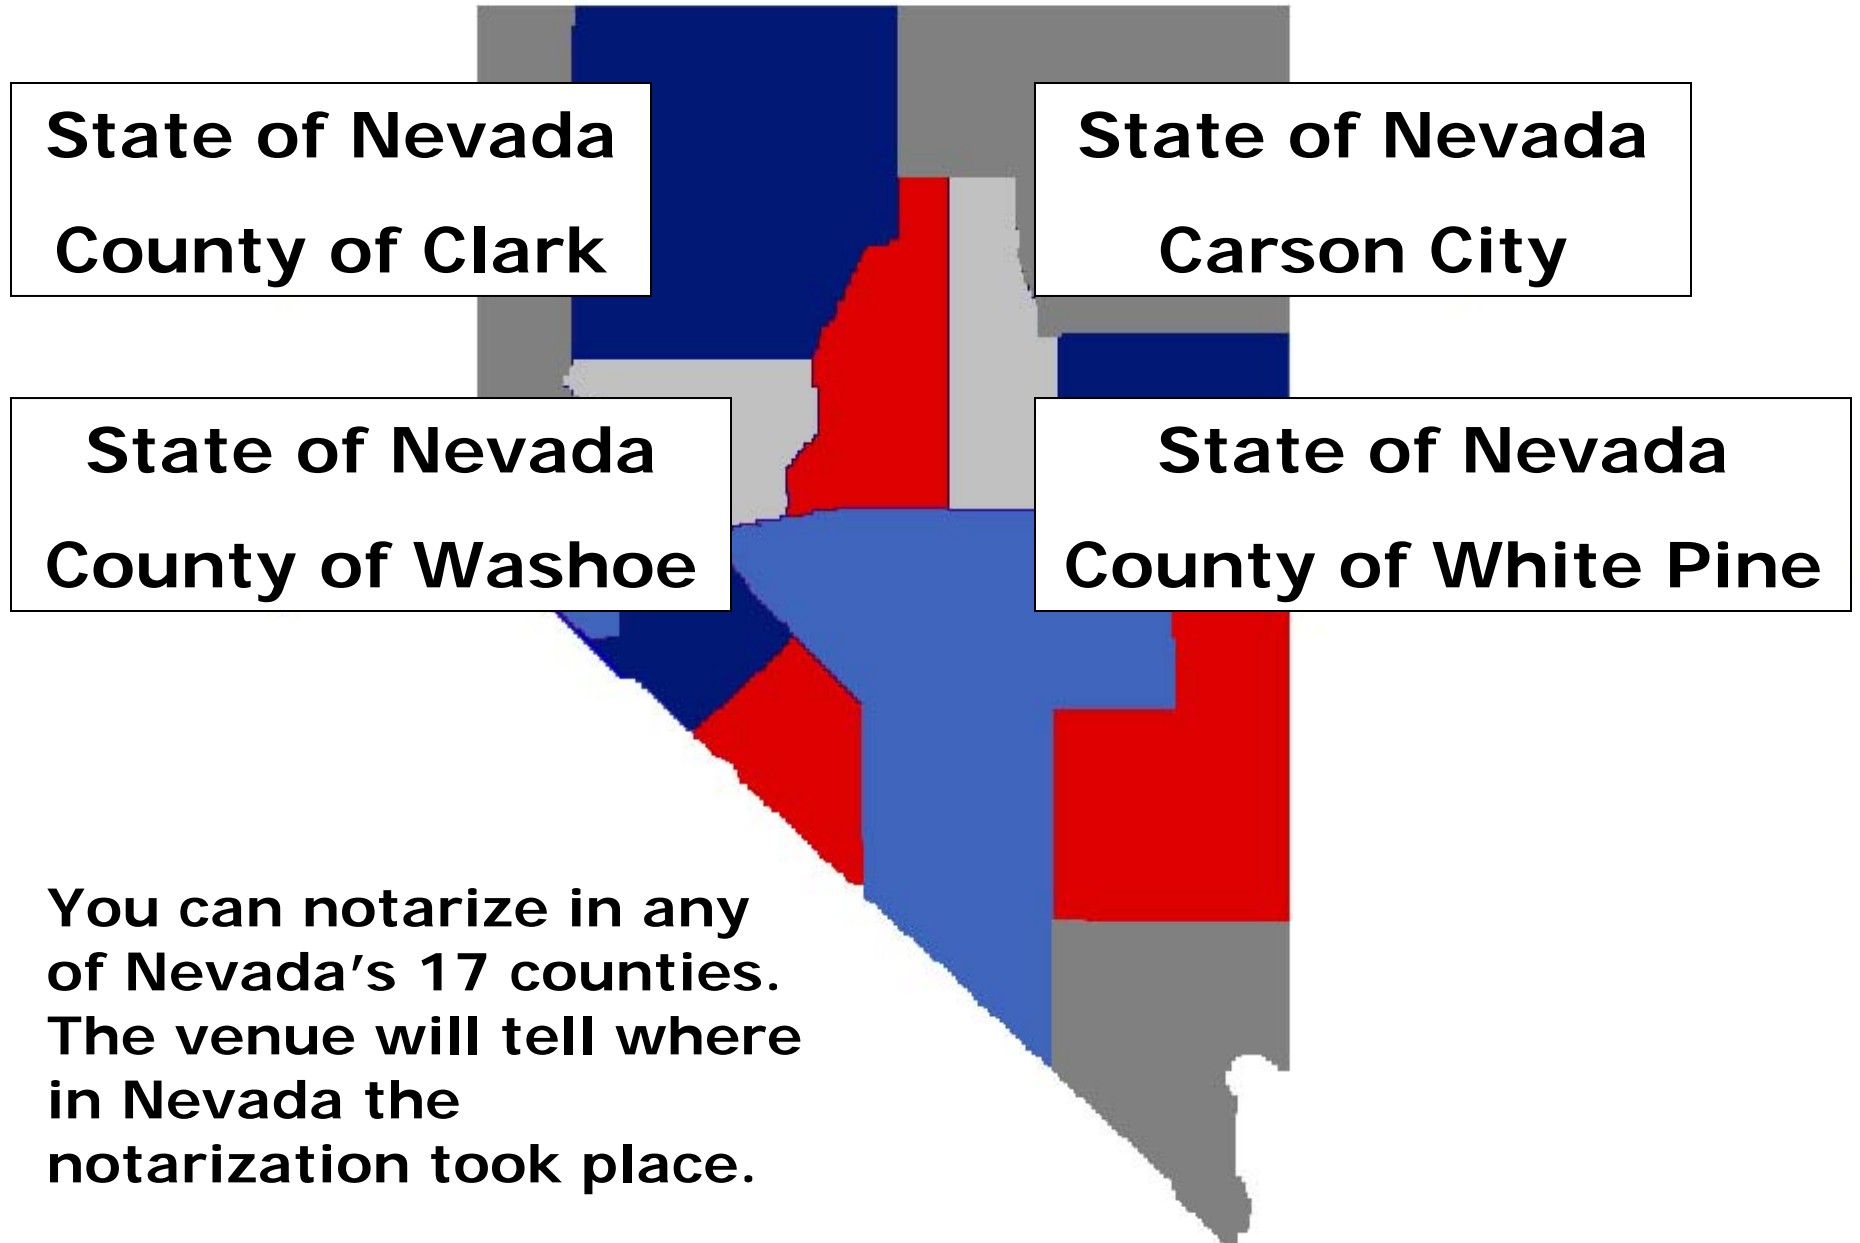 State of Nevada
County of Clark
State of Nevada
Carson City
State of Nevada
County of Washoe
State of Nevada
County of White Pine
You can notarize in any
of Nevada's 17 counties.
The venue will tell where
in Nevada the
notarization took place.